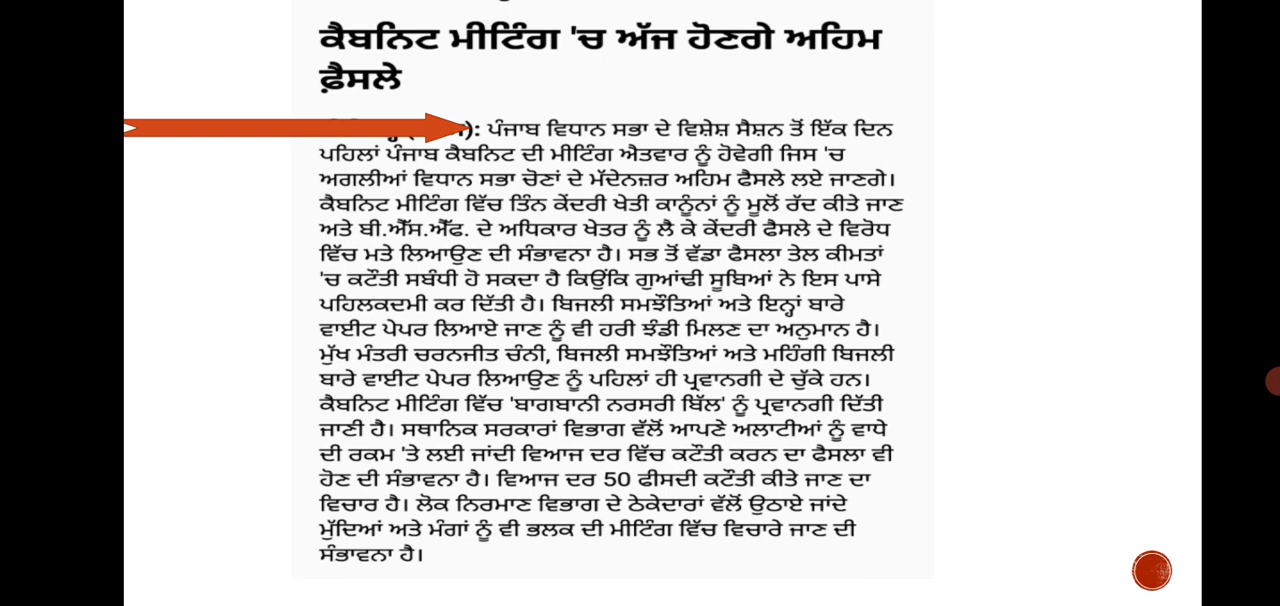 ਕੈਬਨਿਟ ਮੀਟਿੰਗ 'ਚ ਅੱਜ ਹੋਣਗੇ ਅਹਿਮ
ਫ਼ੈਸਲੇ
): ਪੰਜਾਬ ਵਿਧਾਨ ਸਭਾ ਦੇ ਵਿਸ਼ੇਸ਼ ਸੈਸ਼ਨ ਤੋਂ ਇੱਕ ਦਿਨ
ਪਹਿਲਾਂ ਪੰਜਾਬ ਕੈਬਨਿਟ ਦੀ ਮੀਟਿੰਗ ਐਤਵਾਰ ਨੂੰ ਹੋਵੇਗੀ ਜਿਸ 'ਚ
ਅਗਲੀਆਂ ਵਿਧਾਨ ਸਭਾ ਚੋਣਾਂ ਦੇ ਮੱਦੇਨਜ਼ਰ ਅਹਿਮ ਫੈਸਲੇ ਲਏ ਜਾਣਗੇ।
ਕੈਬਨਿਟ ਮੀਟਿੰਗ ਵਿੱਚ ਤਿੰਨ ਕੇਂਦਰੀ ਖੇਤੀ ਕਾਨੂੰਨਾਂ ਨੂੰ ਮੂਲੋਂ ਰੱਦ ਕੀਤੇ ਜਾਣ
ਅਤੇ ਬੀ.ਐੱਸ.ਐੱਫ. ਦੇ ਅਧਿਕਾਰ ਖੇਤਰ ਨੂੰ ਲੈ ਕੇ ਕੇਂਦਰੀ ਫੈਸਲੇ ਦੇ ਵਿਰੋਧ
ਵਿੱਚ ਮਤੇ ਲਿਆਉਣ ਦੀ ਸੰਭਾਵਨਾ ਹੈ। ਸਭ ਤੋਂ ਵੱਡਾ ਫੈਸਲਾ ਤੇਲ ਕੀਮਤਾਂ
'ਚ ਕਟੌਤੀ ਸਬੰਧੀ ਹੋ ਸਕਦਾ ਹੈ ਕਿਉਂਕਿ ਗੁਆਂਢੀ ਸੂਬਿਆਂ ਨੇ ਇਸ ਪਾਸੇ
ਪਹਿਲਕਦਮੀ ਕਰ ਦਿੱਤੀ ਹੈ। ਬਿਜਲੀ ਸਮਝੌਤਿਆਂ ਅਤੇ ਇਨ੍ਹਾਂ ਬਾਰੇ
ਵਾਈਟ ਪੇਪਰ ਲਿਆਏ ਜਾਣ ਨੂੰ ਵੀ ਹਰੀ ਝੰਡੀ ਮਿਲਣ ਦਾ ਅਨੁਮਾਨ ਹੈ।
ਮੁੱਖ ਮੰਤਰੀ ਚਰਨਜੀਤ ਚੰਨੀ, ਬਿਜਲੀ ਸਮਝੌਤਿਆਂ ਅਤੇ ਮਹਿੰਗੀ ਬਿਜਲੀ
ਬਾਰੇ ਵਾਈਟ ਪੇਪਰ ਲਿਆਉਣ ਨੂੰ ਪਹਿਲਾਂ ਹੀ ਪ੍ਰਵਾਨਗੀ ਦੇ ਚੁੱਕੇ ਹਨ।
ਕੈਬਨਿਟ ਮੀਟਿੰਗ ਵਿੱਚ 'ਬਾਗਬਾਨੀ ਨਰਸਰੀ ਬਿੱਲ' ਨੂੰ ਪ੍ਰਵਾਨਗੀ ਦਿੱਤੀ
ਜਾਣੀ ਹੈ। ਸਥਾਨਿਕ ਸਰਕਾਰਾਂ ਵਿਭਾਗ ਵੱਲੋਂ ਆਪਣੇ ਅਲਾਟੀਆਂ ਨੂੰ ਵਾਧੇ
ਦੀ ਰਕਮ 'ਤੇ ਲਈ ਜਾਂਦੀ ਵਿਆਜ ਦਰ ਵਿੱਚ ਕਟੌਤੀ ਕਰਨ ਦਾ ਫੈਸਲਾ ਵੀ
ਹੋਣ ਦੀ ਸੰਭਾਵਨਾ ਹੈ। ਵਿਆਜ ਦਰ 50 ਫੀਸਦੀ ਕਟੌਤੀ ਕੀਤੇ ਜਾਣ ਦਾ
ਵਿਚਾਰ ਹੈ। ਲੋਕ ਨਿਰਮਾਣ ਵਿਭਾਗ ਦੇ ਠੇਕੇਦਾਰਾਂ ਵੱਲੋਂ ਉਠਾਏ ਜਾਂਦੇ
ਮੁੱਦਿਆਂ ਅਤੇ ਮੰਗਾਂ ਨੂੰ ਵੀ ਭਲਕ ਦੀ ਮੀਟਿੰਗ ਵਿੱਚ ਵਿਚਾਰੇ ਜਾਣ ਦੀ
ਸੰਭਾਵਨਾ ਹੈ।